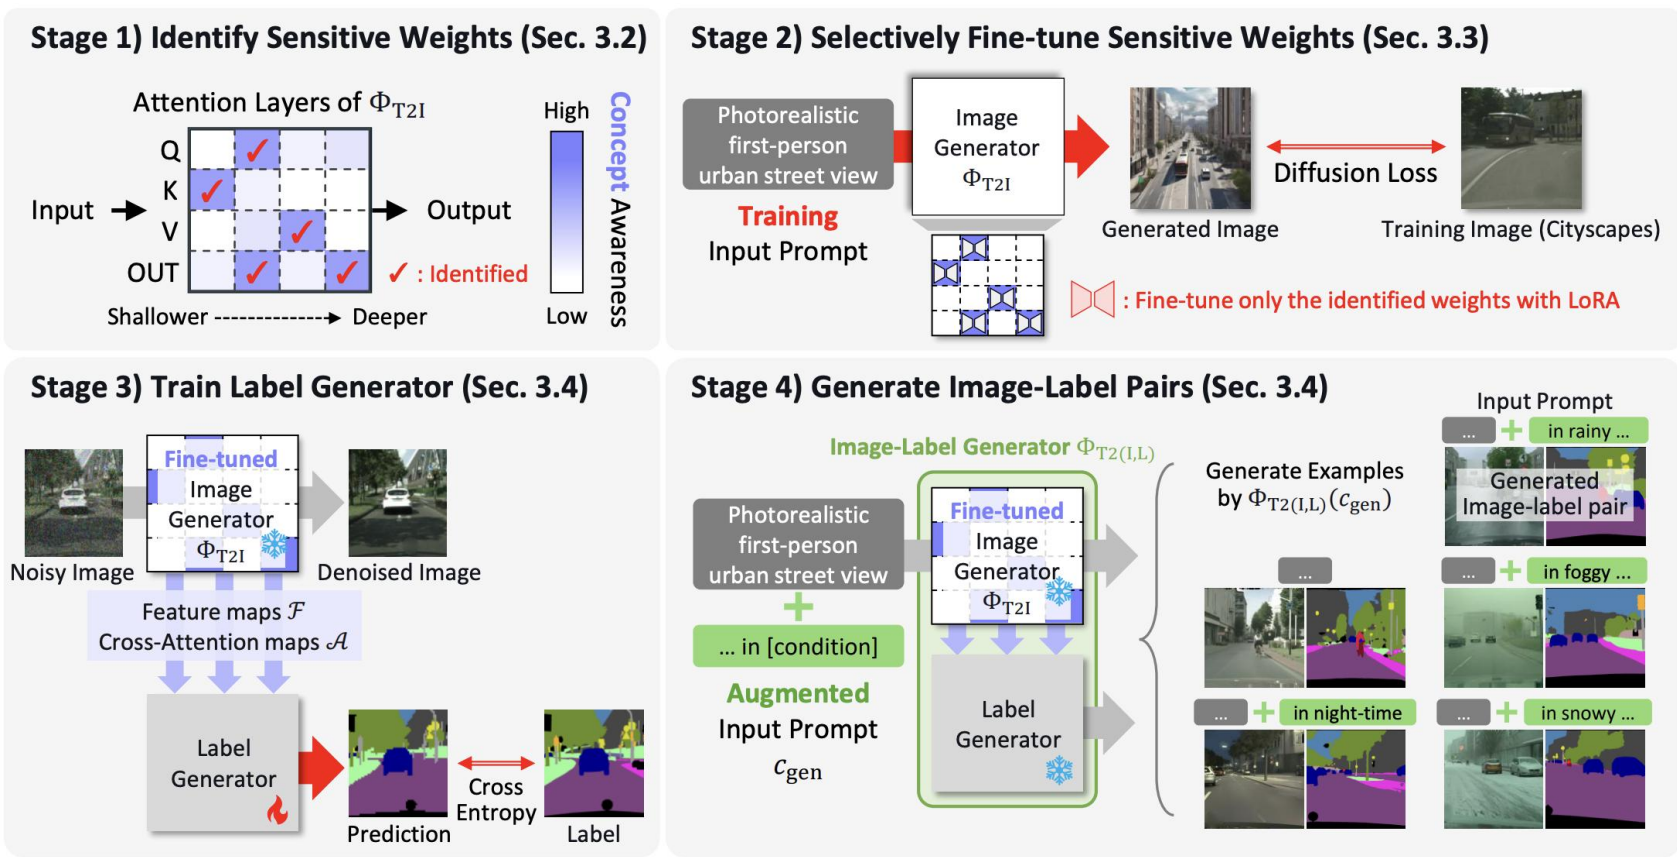 Stage 1) Identify Sensitive Weights (Sec. 3.2)
Attention Layers of Φ_T2I
Q
K
V
OUT
Input
Output
✓ : Identified
Shallower
Deeper
High
Low
Concept Awareness
Stage 2) Selectively Fine-tune Sensitive Weights (Sec. 3.3)
Photorealistic
first-person
urban street view
Training
Input Prompt
Image
Generator
Φ_T2I
Generated Image
Diffusion Loss
Training Image (Cityscapes)
: Fine-tune only the identified weights with LoRA
Stage 3) Train Label Generator (Sec. 3.4)
Noisy Image
Fine-tuned
Image
Generator
Φ_T2I
Denoised Image
Feature maps ℱ
Cross-Attention maps 𝒜
Label
Generator
Prediction
Cross
Entropy
Label
Stage 4) Generate Image-Label Pairs (Sec. 3.4)
Image-Label Generator Φ_T2(I,L)
Photorealistic
first-person
urban street view
+
... in [condition]
Augmented
Input Prompt
c_gen
Fine-tuned
Image
Generator
Φ_T2I
Label
Generator
Generate Examples
by Φ_T2(I,L)(c_gen)
Input Prompt
... + in rainy ...
Generated
Image-label pair
...
... + in foggy ...
... + in night-time
... + in snowy ...